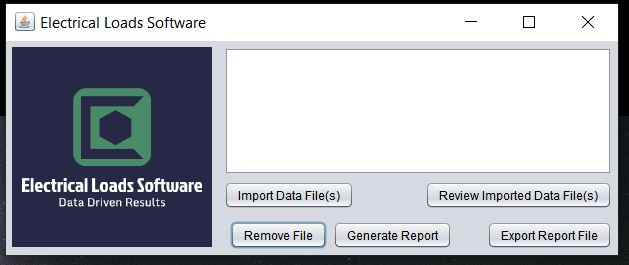 Electrical Loads Software
Electrical Loads Software
Data Driven Results
Import Data File(s)
Review Imported Data File(s)
Remove File
Generate Report
Export Report File